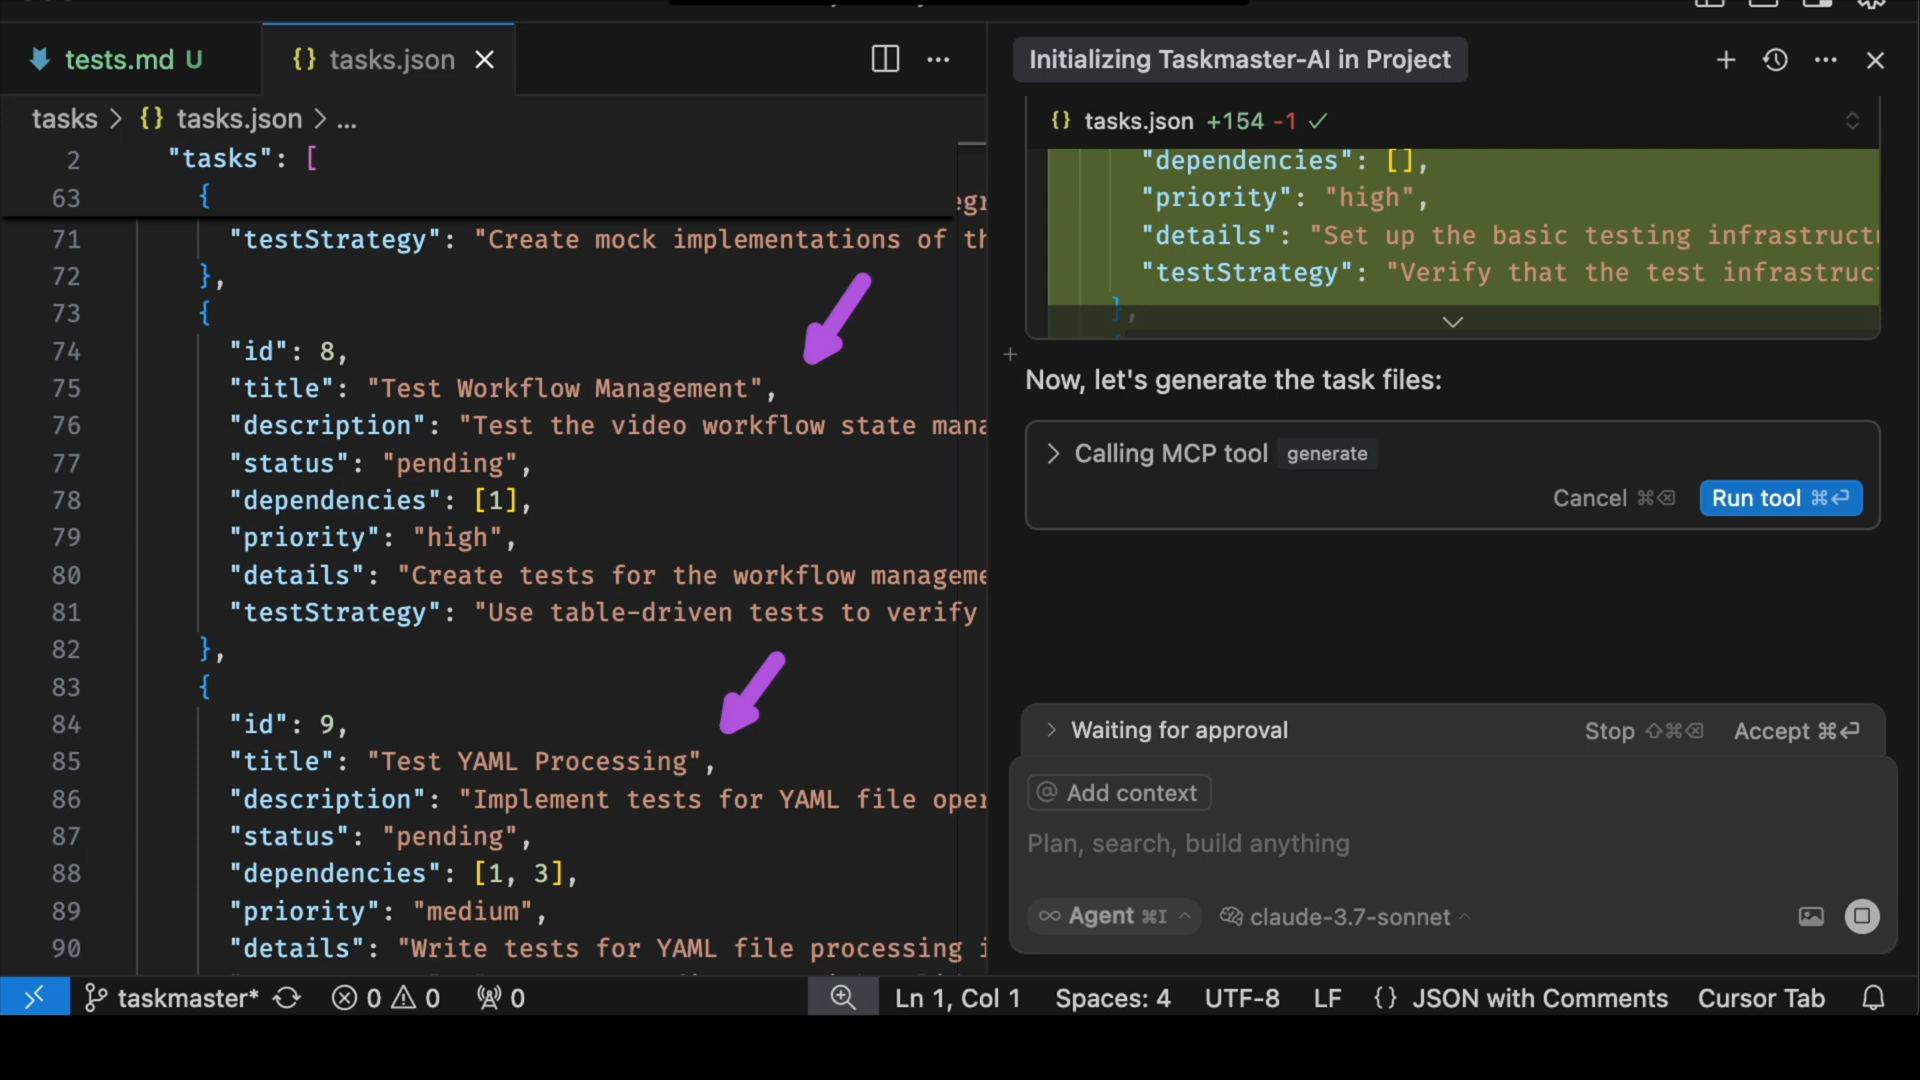 tests.md U
{} tasks.json
tasks > {} tasks.json > ...
2 "tasks": [
63 {
71 "testStrategy": "Create mock implementations of
72 },
73 {
74 "id": 8,
75 "title": "Test Workflow Management",
76 "description": "Test the video workflow state
77 "status": "pending",
78 "dependencies": [1],
79 "priority": "high",
80 "details": "Create tests for the workflow
81 "testStrategy": "Use table-driven tests to verify
82 },
83 {
84 "id": 9,
85 "title": "Test YAML Processing",
86 "description": "Implement tests for YAML file
87 "status": "pending",
88 "dependencies": [1, 3],
89 "priority": "medium",
90 "details": "Write tests for YAML file processing
Initializing Taskmaster-AI in Project
{} tasks.json +154 -1
"dependencies": [],
"priority": "high",
"details": "Set up the basic testing
"testStrategy": "Verify that the test
},
Now, let's generate the task files:
Calling MCP tool generate
Cancel ⌘⌫ Run tool ⌘⏎
Waiting for approval Stop ⇧⌘⌫ Accept ⌘⏎
@ Add context
Plan, search, build anything
∞ Agent ⌘I claude-3.7-sonnet
taskmaster* 0 0 0 Ln 1, Col 1 Spaces: 4 UTF-8 LF {} JSON with Comments Cursor Tab